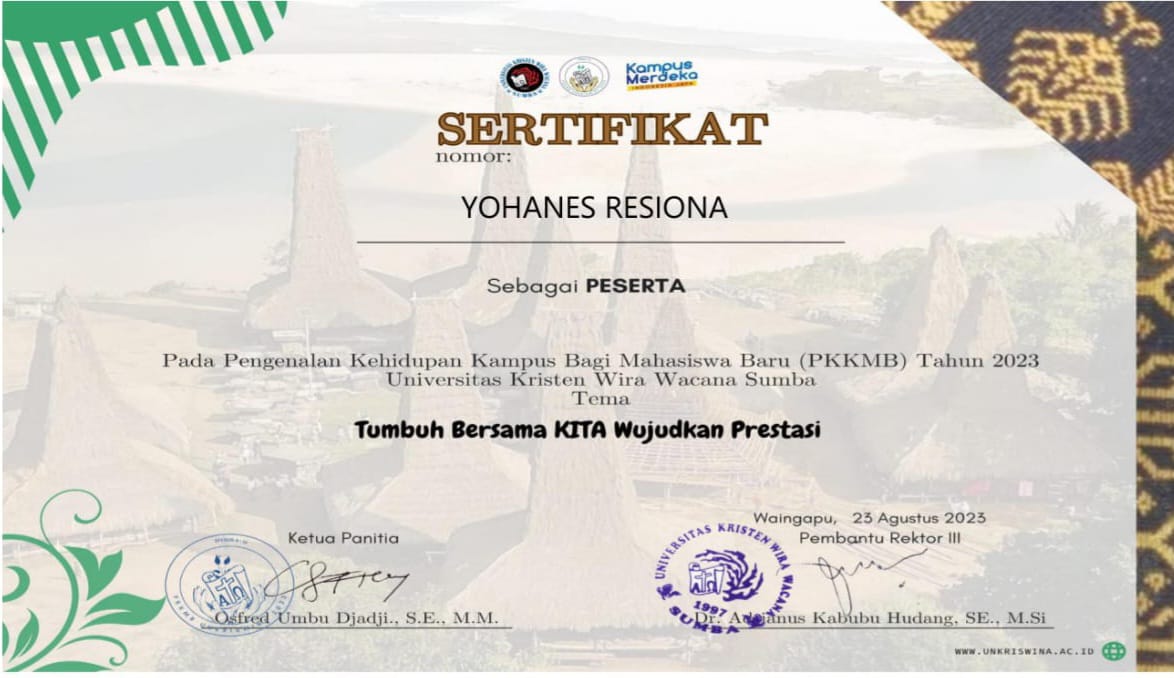 Kampus
Merdeka
INDONESIA JAYA
SERTIFIKAT
nomor:
YOHANES RESIONA
Sebagai PESERTA
Pada Pengenalan Kehidupan Kampus Bagi Mahasiswa Baru (PKKMB) Tahun 2023
Universitas Kristen Wira Wacana Sumba
Tema
Tumbuh Bersama KITA Wujudkan Prestasi
Waingapu, 23 Agustus 2023
Ketua Panitia
Pembantu Rektor III
UNIVERSITAS KRISTEN WIRA WACANA
1997
SUMBA
Osfred Umbu Djadji., S.E., M.M.
Dr. Adrianus Kabubu Hudang, SE., M.Si
WWW.UNKRISWINA.AC.ID